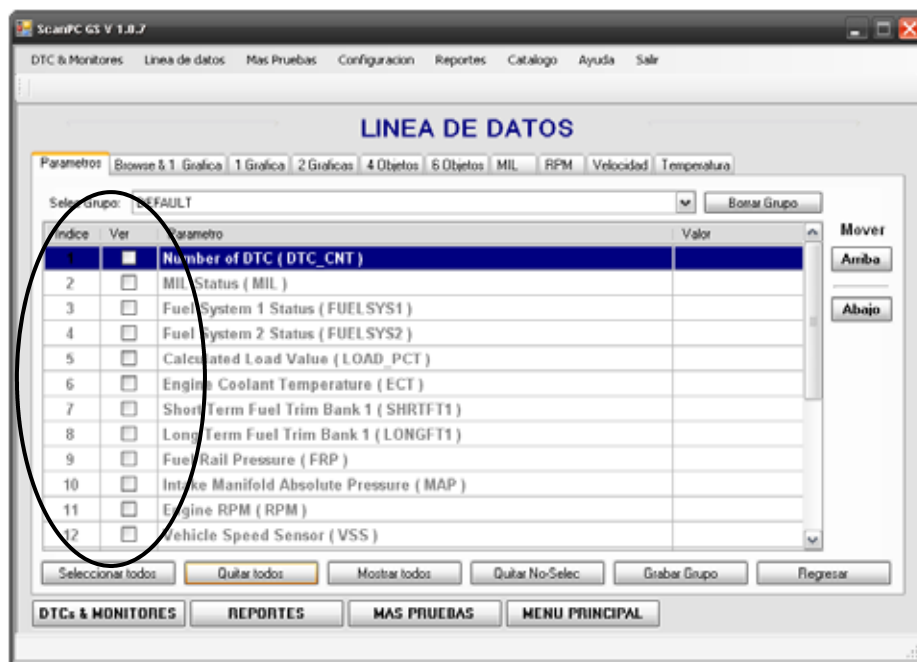 ScanPC GS V 1.0.7
DTC & Monitores Linea de datos Mas Pruebas Configuracion Reportes Catalogo Ayuda Salir
LINEA DE DATOS
Parametros Browse & 1 Grafica 1 Grafica 2 Graficas 4 Objetos 6 Objetos MIL RPM Velocidad Temperatura
Selec Grupo: DEFAULT Borrar Grupo
Indice Ver Parametro Valor Mover
1 Number of DTC ( DTC_CNT ) Arriba
2 MIL Status ( MIL )
3 Fuel System 1 Status ( FUELSYS1 ) Abajo
4 Fuel System 2 Status ( FUELSYS2 )
5 Calculated Load Value ( LOAD_PCT )
6 Engine Coolant Temperature ( ECT )
7 Short Term Fuel Trim Bank 1 ( SHRTFT1 )
8 Long Term Fuel Trim Bank 1 ( LONGFT1 )
9 Fuel Rail Pressure ( FRP )
10 Intake Manifold Absolute Pressure ( MAP )
11 Engine RPM ( RPM )
12 Vehicle Speed Sensor ( VSS )
Seleccionar todos Quitar todos Mostrar todos Quitar No-Selec Grabar Grupo Regresar
DTCs & MONITORES REPORTES MAS PRUEBAS MENU PRINCIPAL